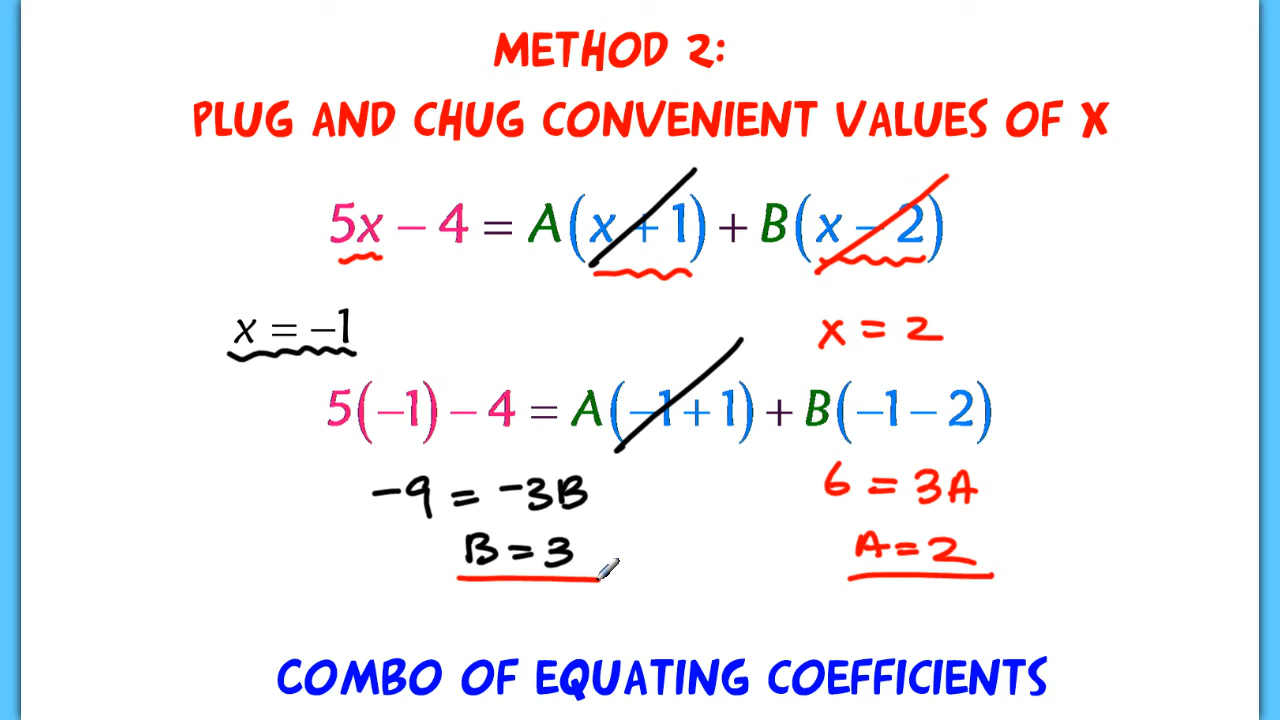 METHOD 2:
PLUG AND CHUG CONVENIENT VALUES OF X
5x − 4 = A(x + 1) + B(x − 2)
x = −1
x = 2
5(−1) − 4 = A(−1 + 1) + B(−1 − 2)
-9 = -3B
6 = 3A
B = 3
A = 2
COMBO OF EQUATING COEFFICIENTS